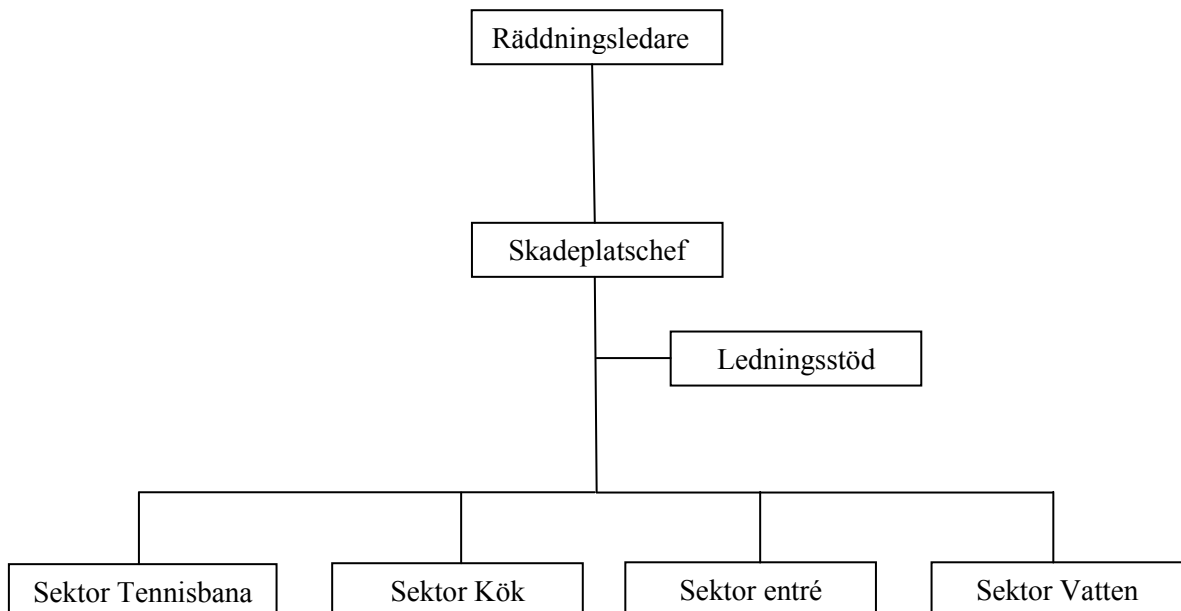 Räddningsledare
Skadeplatschef
Ledningsstöd
Sektor Tennisbana
Sektor Kök
Sektor entré
Sektor Vatten